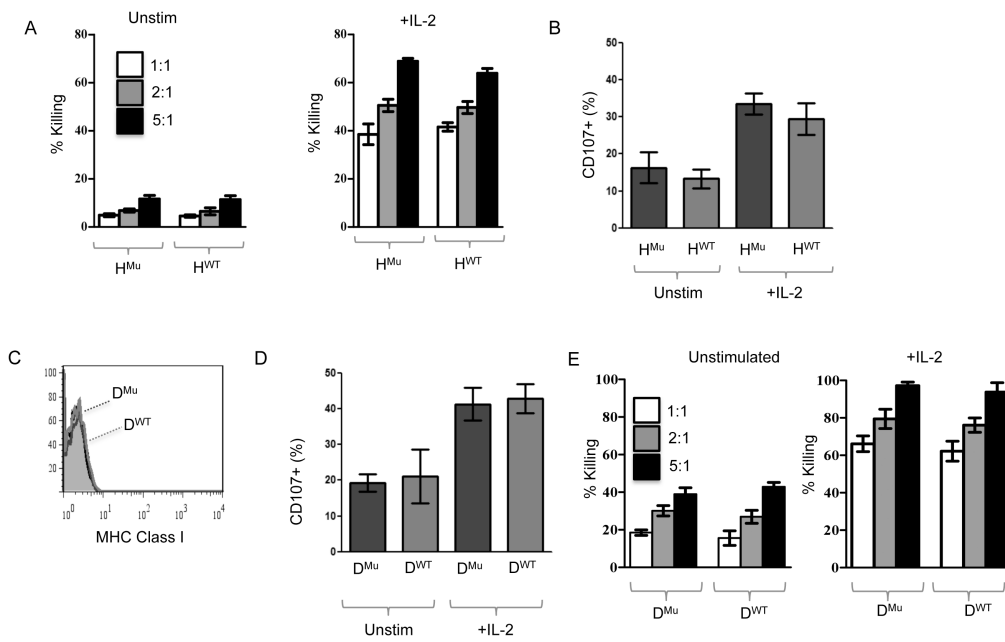 A
Unstim
+IL-2
% Killing
80
60
40
20
0
1:1
2:1
5:1
H^Mu
H^WT
% Killing
80
60
40
20
0
H^Mu
H^WT
B
CD107+ (%)
50
40
30
20
10
0
H^Mu
H^WT
H^Mu
H^WT
Unstim
+IL-2
C
100
80
60
40
20
D^Mu
D^WT
10^0
10^1
10^2
10^3
10^4
MHC Class I
D
CD107+ (%)
50
40
30
20
10
0
D^Mu
D^WT
D^Mu
D^WT
Unstim
+IL-2
E
Unstimulated
+IL-2
% Killing
100
80
60
40
20
0
1:1
2:1
5:1
D^Mu
D^WT
% Killing
100
80
60
40
20
0
D^Mu
D^WT